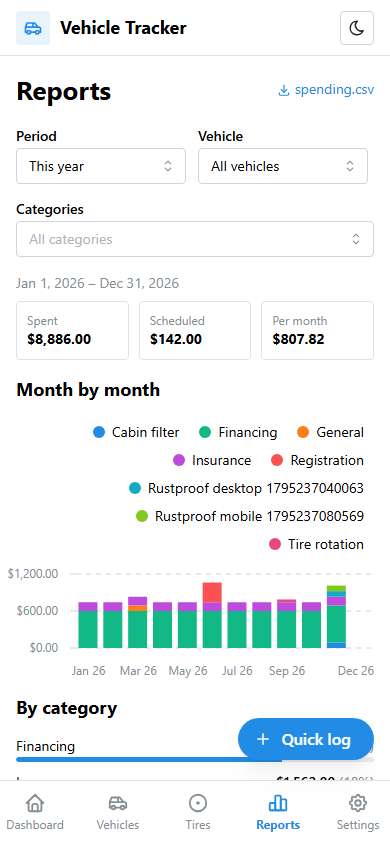 Vehicle Tracker
Reports
spending.csv
Period
Vehicle
This year
All vehicles
Categories
All categories
Jan 1, 2026 – Dec 31, 2026
Spent
Scheduled
Per month
$8,886.00
$142.00
$807.82
Month by month
Cabin filter
Financing
General
Insurance
Registration
Rustproof desktop 1795237040063
Rustproof mobile 1795237080569
Tire rotation
$1,200.00
$600.00
$0.00
Jan 26
Mar 26
May 26
Jul 26
Sep 26
Dec 26
By category
Financing
+ Quick log
Dashboard
Vehicles
Tires
Reports
Settings